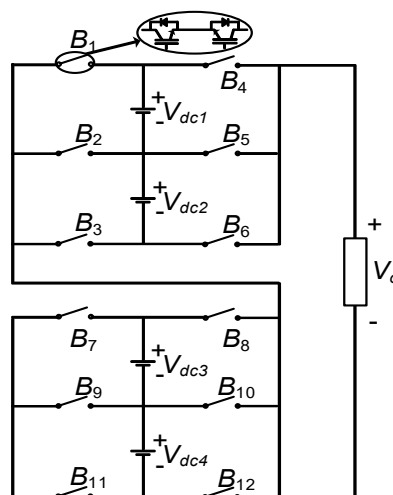 B1
B4
+
- Vdc1
B2
B5
+
- Vdc2
B3
B6
+
V
-
B7
B8
+
- Vdc3
B9
B10
+
- Vdc4
B11
B12